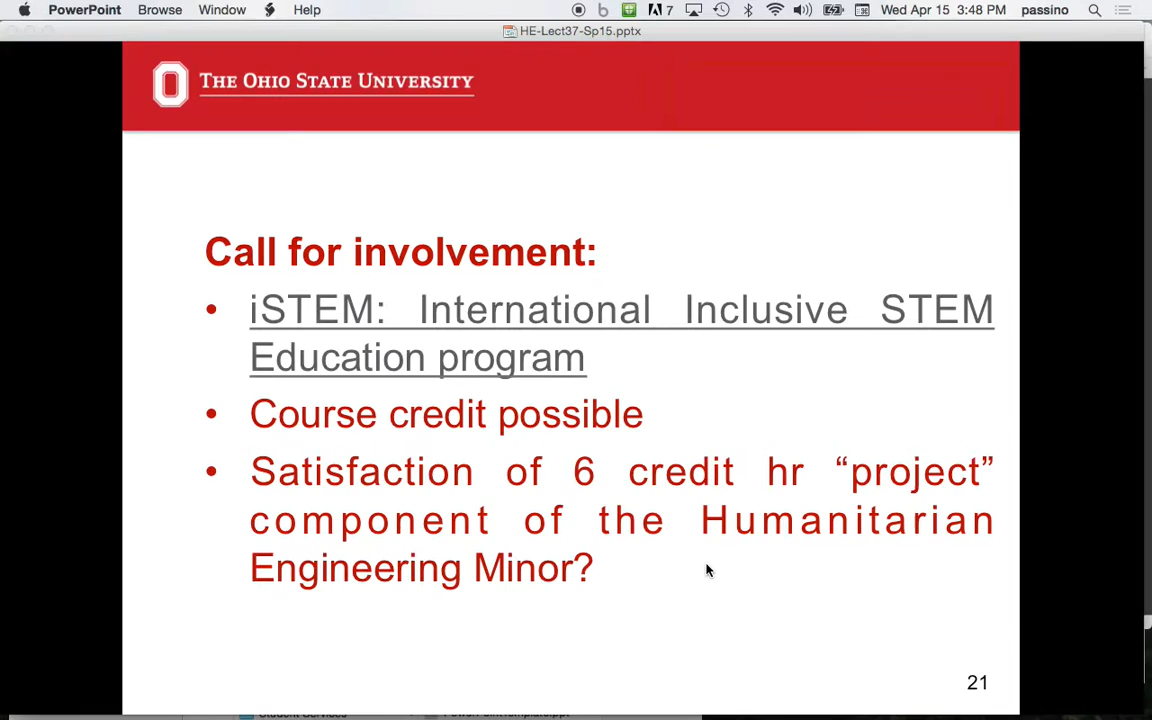 PowerPoint Browse Window Help 7 Wed Apr 15 3:48 PM passino
HE-Lect37-Sp15.pptx
THE OHIO STATE UNIVERSITY
Call for involvement:
• iSTEM: International Inclusive STEM
Education program
• Course credit possible
• Satisfaction of 6 credit hr “project”
component of the Humanitarian
Engineering Minor?
21